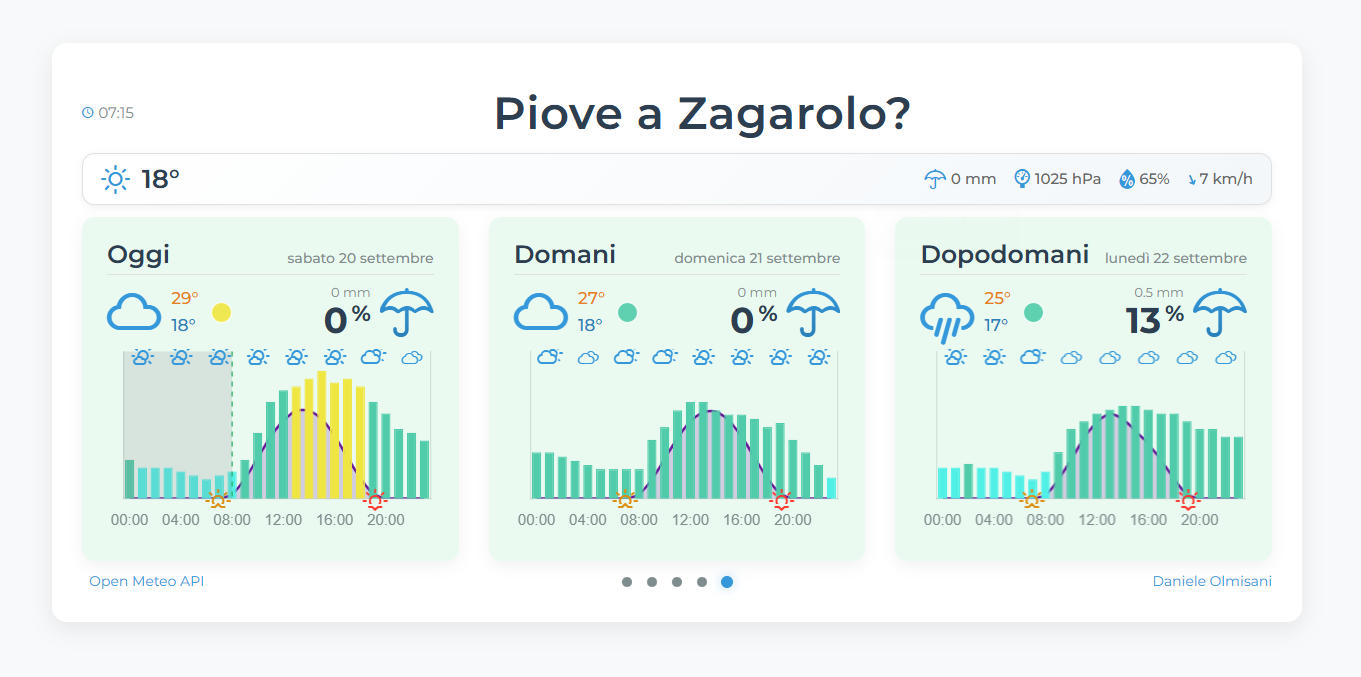 07:15
Piove a Zagarolo?
18°
0 mm 1025 hPa 65% 7 km/h
Oggi sabato 20 settembre
29°
18°
0 mm
0 %
00:00 04:00 08:00 12:00 16:00 20:00
Domani domenica 21 settembre
27°
18°
0 mm
0 %
00:00 04:00 08:00 12:00 16:00 20:00
Dopodomani lunedì 22 settembre
25°
17°
0.5 mm
13 %
00:00 04:00 08:00 12:00 16:00 20:00
Open Meteo API
Daniele Olmisani